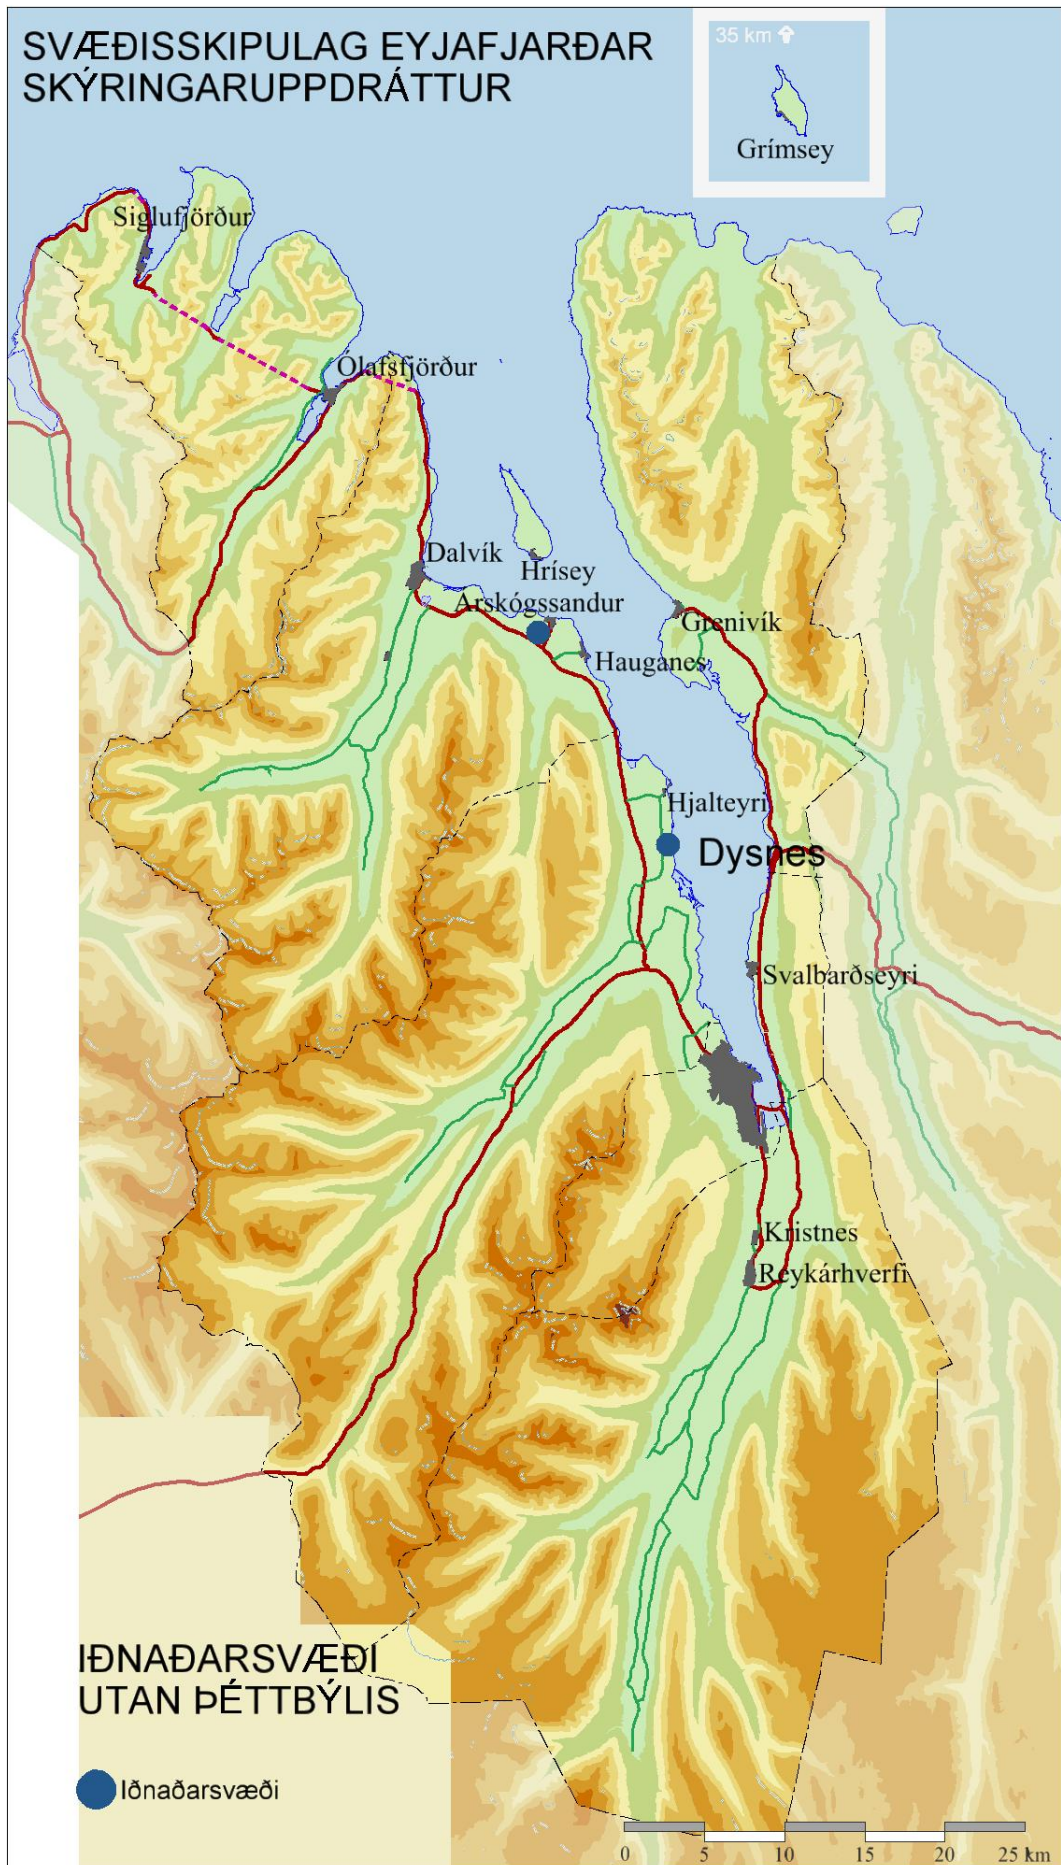 SVÆÐISSKIPULAG EYJAFJARÐAR
SKÝRINGARUPPDRÁTTUR
35 km
Grímsey
Siglufjörður
Ólafsfjörður
Dalvík
Hrísey
Arskógssandur
Grenivík
Hauganes
Hjalteyri
Dysnes
Svalbarðseyri
Kristnes
Reykárhverfi
IÐNAÐARSVÆÐI
UTAN ÞÉTTBÝLIS
Iðnaðarsvæði
0 5 10 15 20 25 km